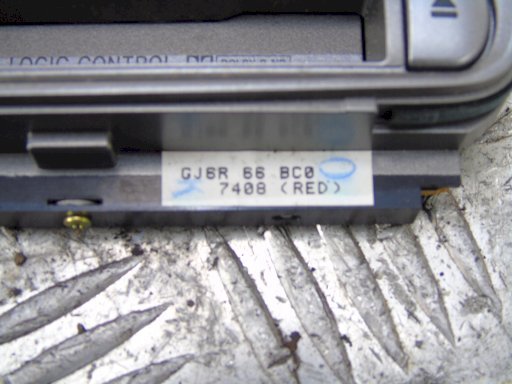 LOGIC CONTROL
GJ6R 66 BC0
7408 (RED)